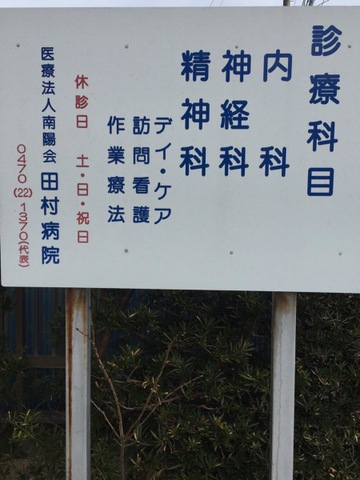 診療科目
内科
神経科
精神科
デイ・ケア
訪問看護
作業療法
休診日 土・日・祝日
医療法人南陽会 田村病院
0470(22)1370(代表)